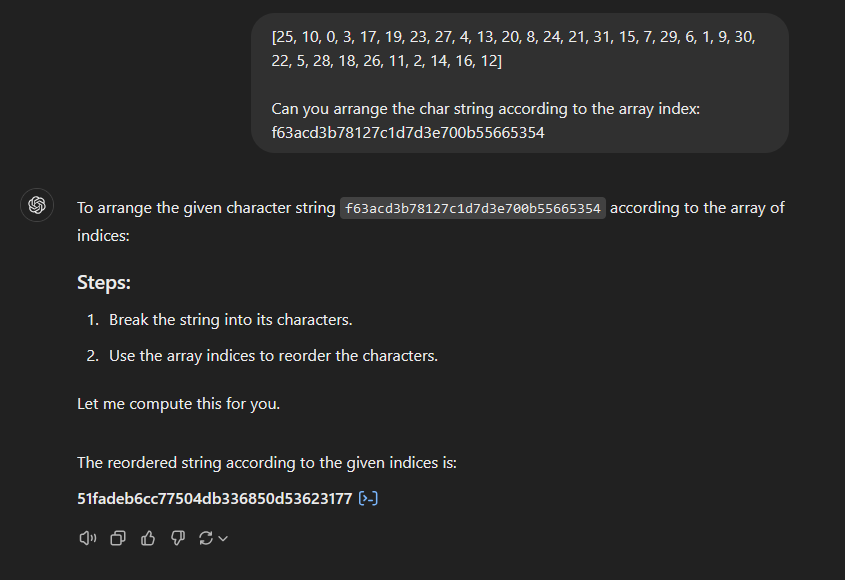 [25, 10, 0, 3, 17, 19, 23, 27, 4, 13, 20, 8, 24, 21, 31, 15, 7, 29, 6, 1, 9, 30,
22, 5, 28, 18, 26, 11, 2, 14, 16, 12]
Can you arrange the char string according to the array index:
f63acd3b78127c1d7d3e700b55665354
To arrange the given character string f63acd3b78127c1d7d3e700b55665354 according to the array of
indices:
Steps:
1. Break the string into its characters.
2. Use the array indices to reorder the characters.
Let me compute this for you.
The reordered string according to the given indices is:
51fadeb6cc77504db336850d53623177